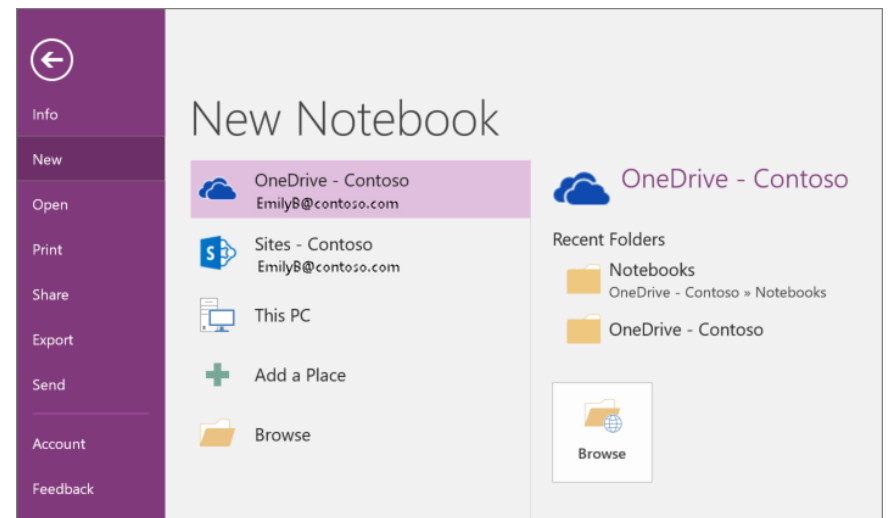 Info
New
Open
Print
Share
Export
Send
Account
Feedback
New Notebook
OneDrive - Contoso
EmilyB@contoso.com
Sites - Contoso
EmilyB@contoso.com
This PC
Add a Place
Browse
OneDrive - Contoso
Recent Folders
Notebooks
OneDrive - Contoso » Notebooks
OneDrive - Contoso
Browse